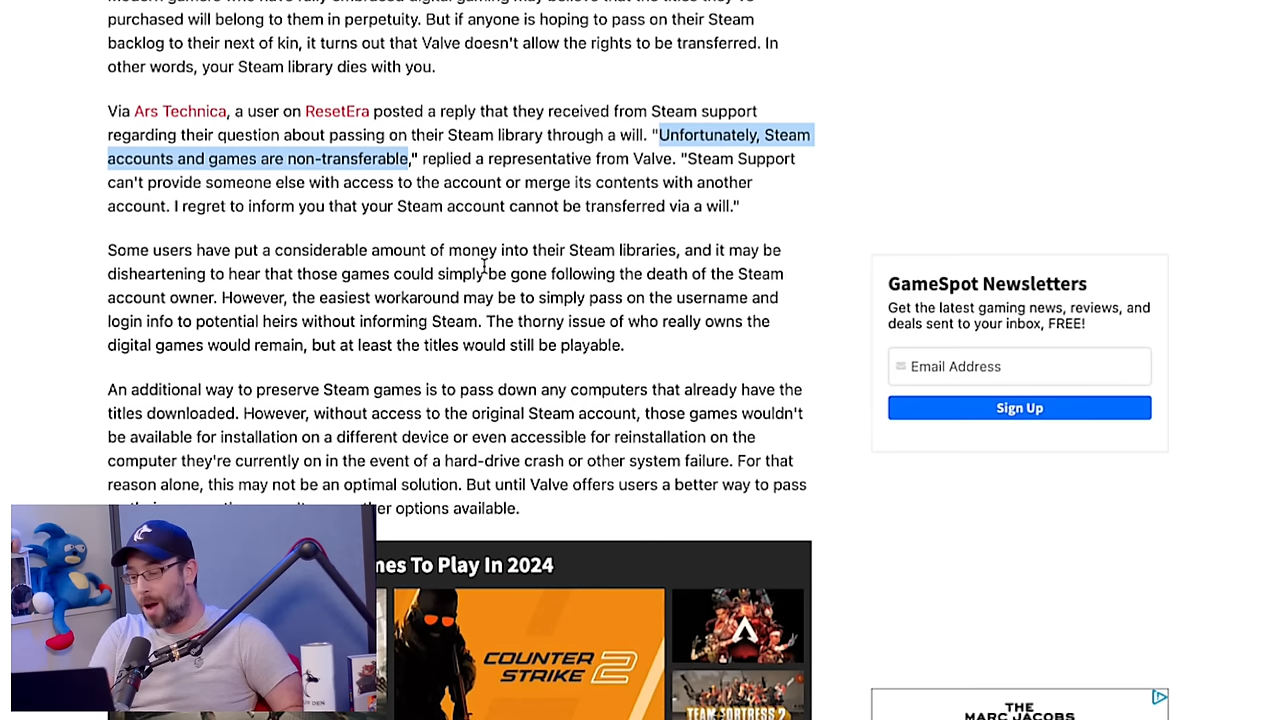 purchased will belong to them in perpetuity. But if anyone is hoping to pass on their Steam
backlog to their next of kin, it turns out that Valve doesn't allow the rights to be transferred. In
other words, your Steam library dies with you.
Via Ars Technica, a user on ResetEra posted a reply that they received from Steam support
regarding their question about passing on their Steam library through a will. "Unfortunately, Steam
accounts and games are non-transferable," replied a representative from Valve. "Steam Support
can't provide someone else with access to the account or merge its contents with another
account. I regret to inform you that your Steam account cannot be transferred via a will."
Some users have put a considerable amount of money into their Steam libraries, and it may be
disheartening to hear that those games could simply be gone following the death of the Steam
account owner. However, the easiest workaround may be to simply pass on the username and
login info to potential heirs without informing Steam. The thorny issue of who really owns the
digital games would remain, but at least the titles would still be playable.
An additional way to preserve Steam games is to pass down any computers that already have the
titles downloaded. However, without access to the original Steam account, those games wouldn't
be available for installation on a different device or even accessible for reinstallation on the
computer they're currently on in the event of a hard-drive crash or other system failure. For that
reason alone, this may not be an optimal solution. But until Valve offers users a better way to pass
options available.
GameSpot Newsletters
Get the latest gaming news, reviews, and
deals sent to your inbox, FREE!
Email Address
Sign Up
To Play In 2024
COUNTER
STRIKE 2
TEAM FORTRESS 2
THE
MARC JACOBS